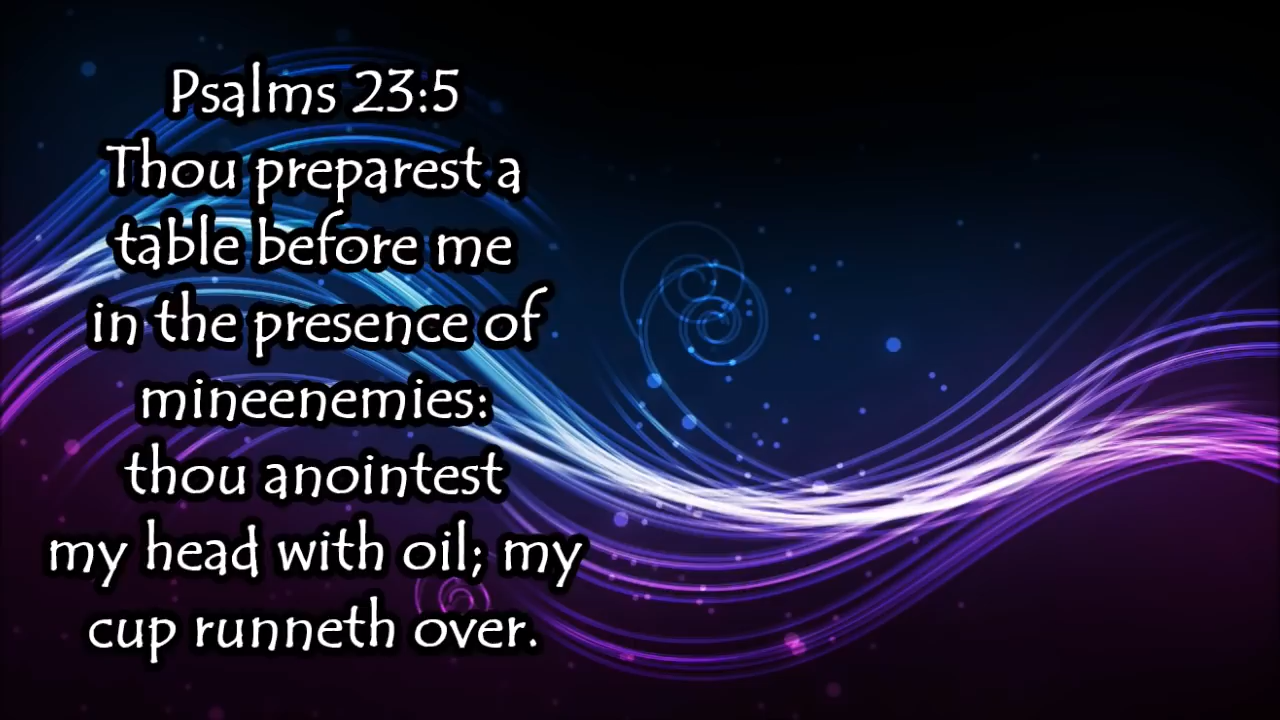 Psalms 23:5
Thou preparest a
table before me
in the presence of
mineenemies:
thou anointest
my head with oil; my
cup runneth over.